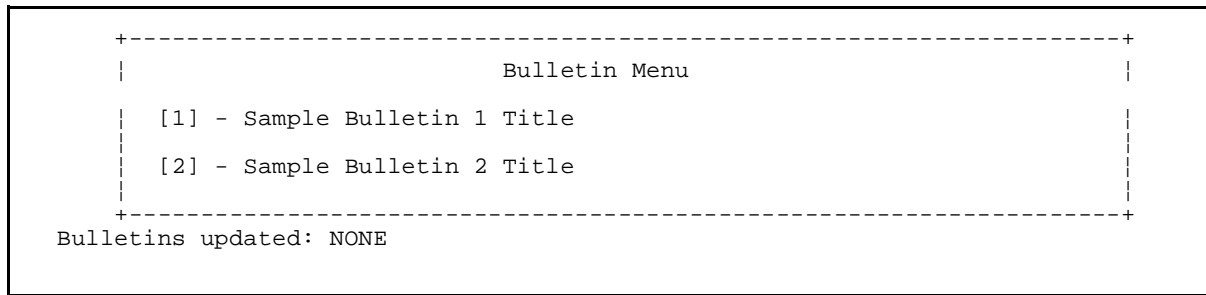 Bulletin Menu
[1] - Sample Bulletin 1 Title
[2] - Sample Bulletin 2 Title
Bulletins updated: NONE